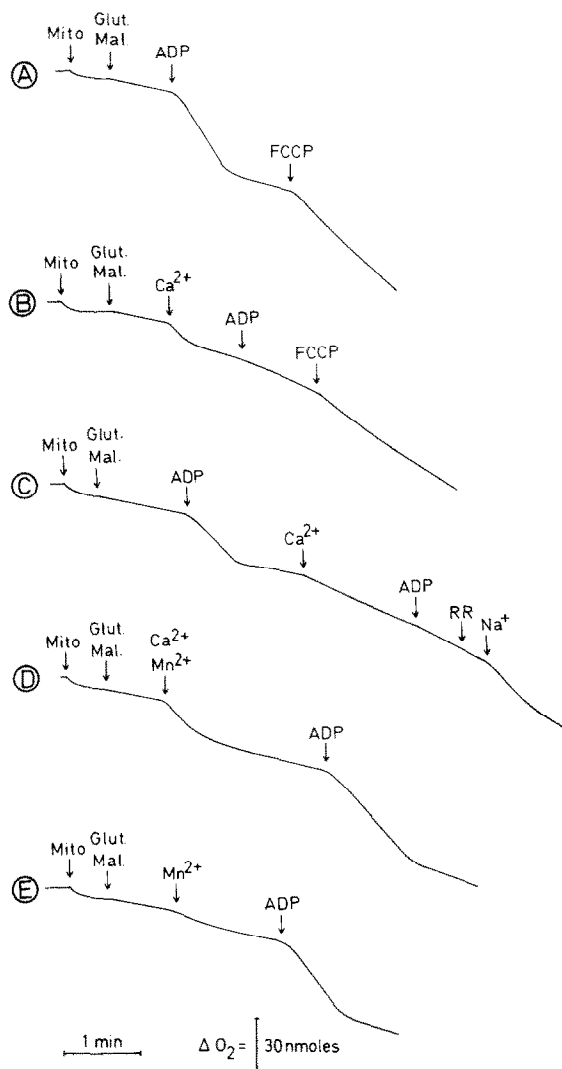 Glut.
Mito Mal. ADP
A
FCCP
Glut.
Mito Mal. Ca²⁺
B
ADP
FCCP
Glut.
Mito Mal. ADP
C
Ca²⁺
ADP
RR Na⁺
Glut. Ca²⁺
Mito Mal. Mn²⁺
D
ADP
Glut.
Mito Mal. Mn²⁺
E
ADP
1 min
Δ O₂ = 30 nmoles